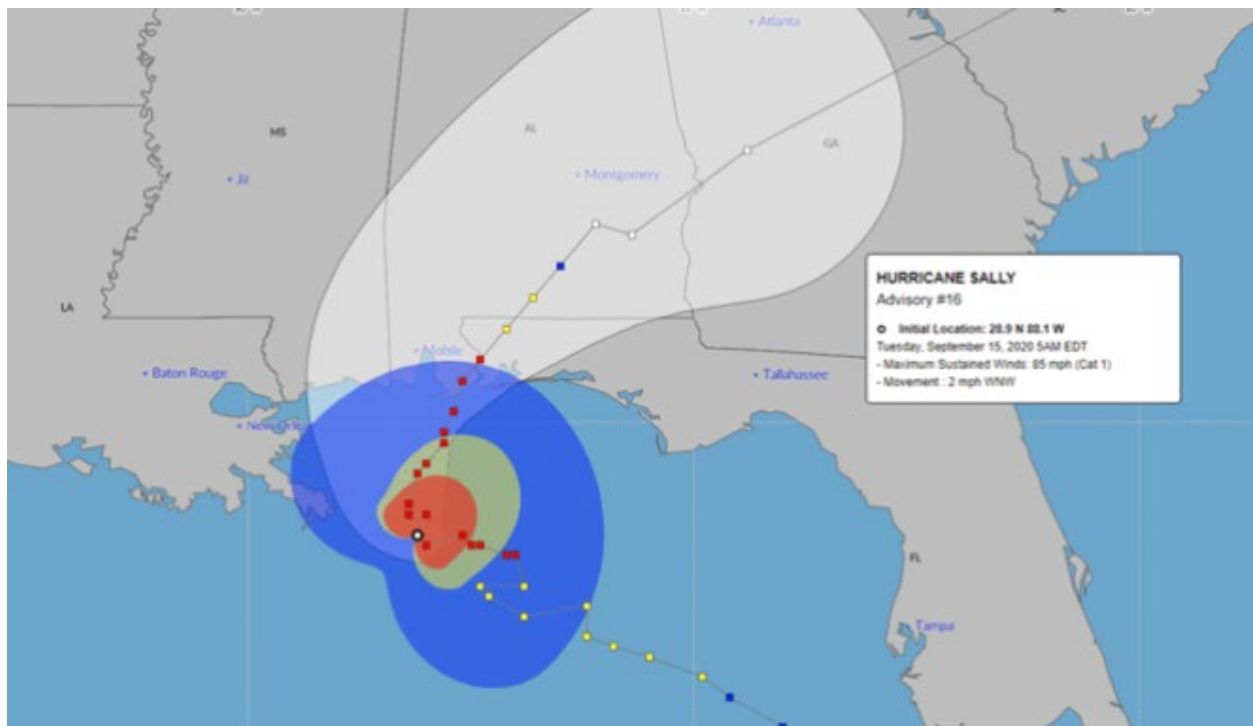 Atlanta
MS
AL
GA
Ja
Montgomery
HURRICANE SALLY
Advisory #16
Initial Location: 28.9 N 88.1 W
Tuesday, September 15, 2020 5AM EDT
- Maximum Sustained Winds: 85 mph (Cat 1)
- Movement : 2 mph WNW
LA
Mobile
Baton Rouge
Tallahassee
New Orlea
FL
Tampa